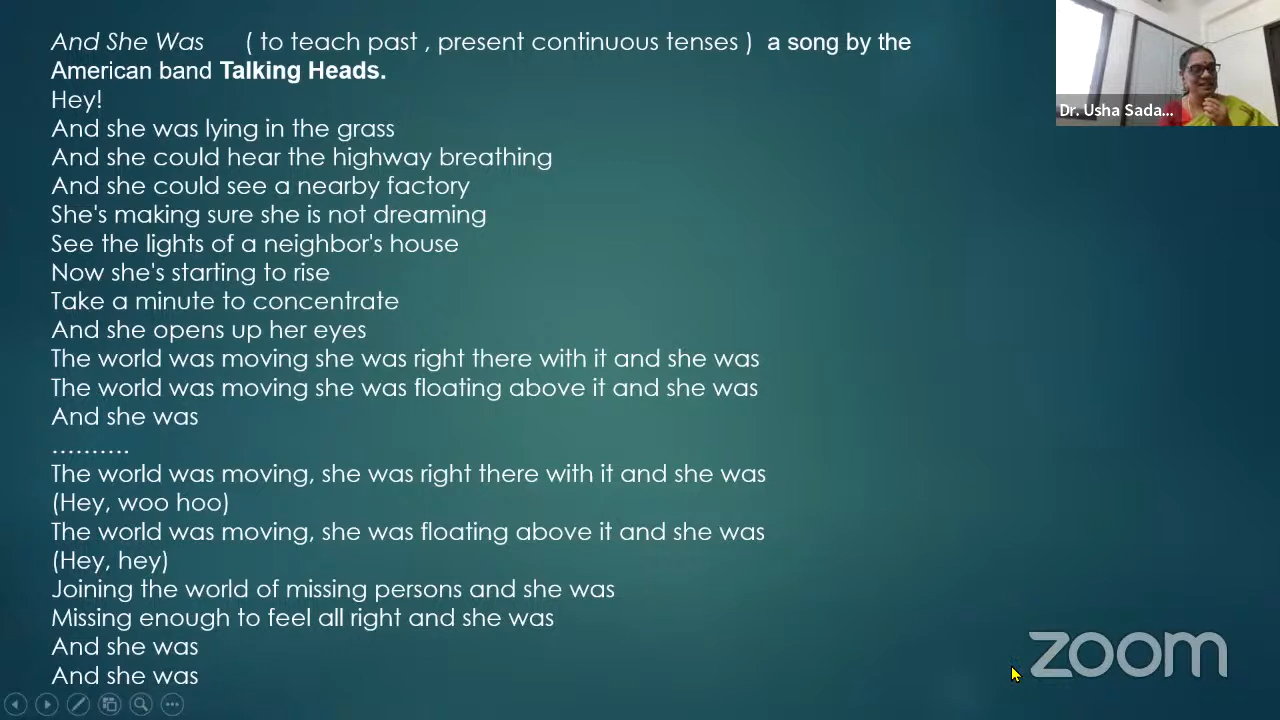 And She Was ( to teach past , present continuous tenses ) a song by the
American band Talking Heads.
Hey!
And she was lying in the grass
And she could hear the highway breathing
And she could see a nearby factory
She's making sure she is not dreaming
See the lights of a neighbor's house
Now she's starting to rise
Take a minute to concentrate
And she opens up her eyes
The world was moving she was right there with it and she was
The world was moving she was floating above it and she was
And she was
..........
The world was moving, she was right there with it and she was
(Hey, woo hoo)
The world was moving, she was floating above it and she was
(Hey, hey)
Joining the world of missing persons and she was
Missing enough to feel all right and she was
And she was
And she was
Dr. Usha Sada...
zoom